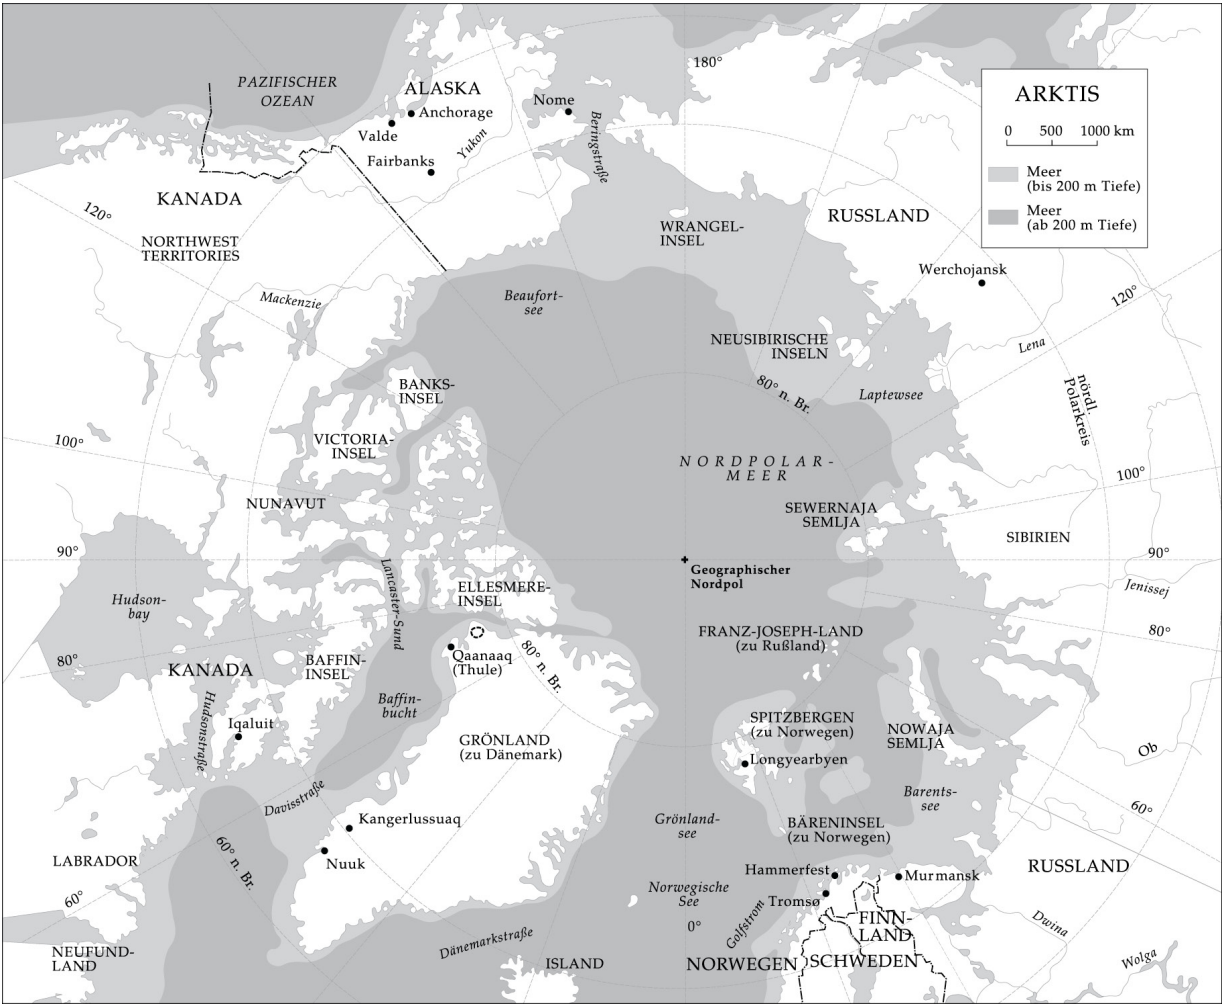 180°
PAZIFISCHER
OZEAN
ALASKA
Anchorage
Valde
Fairbanks
Yukon
Nome
Beringstraße
ARKTIS
0 500 1000 km
Meer
(bis 200 m Tiefe)
Meer
(ab 200 m Tiefe)
KANADA
120°
NORTHWEST
TERRITORIES
Mackenzie
WRANGEL-
INSEL
RUSSLAND
Werchojansk
120°
Beaufort-
see
NEUSIBIRISCHE
INSELN
Lena
nördl.
Polarkreis
80° n. Br.
Laptewsee
BANKS-
INSEL
VICTORIA-
INSEL
100°
NORDPOLAR-
MEER
100°
NUNAVUT
SEWERNAJA
SEMLJA
SIBIRIEN
90°
90°
Geographischer
Nordpol
Jenissej
Hudson-
bay
Lancaster-Sund
ELLESMERE-
INSEL
80°
FRANZ-JOSEPH-LAND
(zu Rußland)
80°
KANADA
BAFFIN-
INSEL
Qaanaaq
(Thule)
80° n. Br.
Baffin-
bucht
Hudsonstraße
Iqaluit
GRÖNLAND
(zu Dänemark)
SPITZBERGEN
(zu Norwegen)
Longyearbyen
NOWAJA
SEMLJA
Ob
Barents-
see
60°
Davisstraße
Kangerlussuaq
Nuuk
Grönland-
see
BÄRENINSEL
(zu Norwegen)
LABRADOR
60° n. Br.
60°
Hammerfest
Murmansk
RUSSLAND
Norwegische
See
Tromsø
0°
Golfstrom
FINN-
LAND
Dwina
NEUFUND-
LAND
Dänemarkstraße
ISLAND
NORWEGEN
SCHWEDEN
Wolga